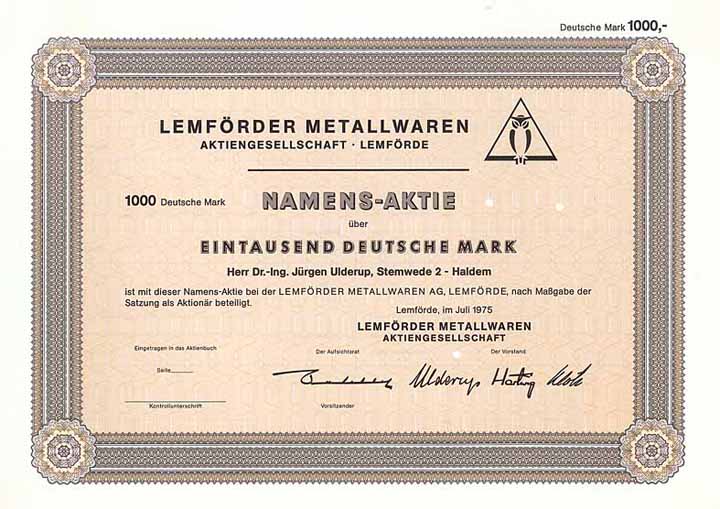 Deutsche Mark 1000,-
LEMFÖRDER METALLWAREN
AKTIENGESELLSCHAFT · LEMFÖRDE
1000 Deutsche Mark NAMENS-AKTIE
über
EINTAUSEND DEUTSCHE MARK
Herr Dr.-Ing. Jürgen Ulderup, Stemwede 2 - Haldem
ist mit dieser Namens-Aktie bei der LEMFÖRDER METALLWAREN AG, LEMFÖRDE, nach Maßgabe der
Satzung als Aktionär beteiligt.
Lemförde, im Juli 1975
LEMFÖRDER METALLWAREN
AKTIENGESELLSCHAFT
Eingetragen in das Aktienbuch
Der Aufsichtsrat
Der Vorstand
Seite
Ulderup Harting
Kontrollunterschrift
Vorsitzender